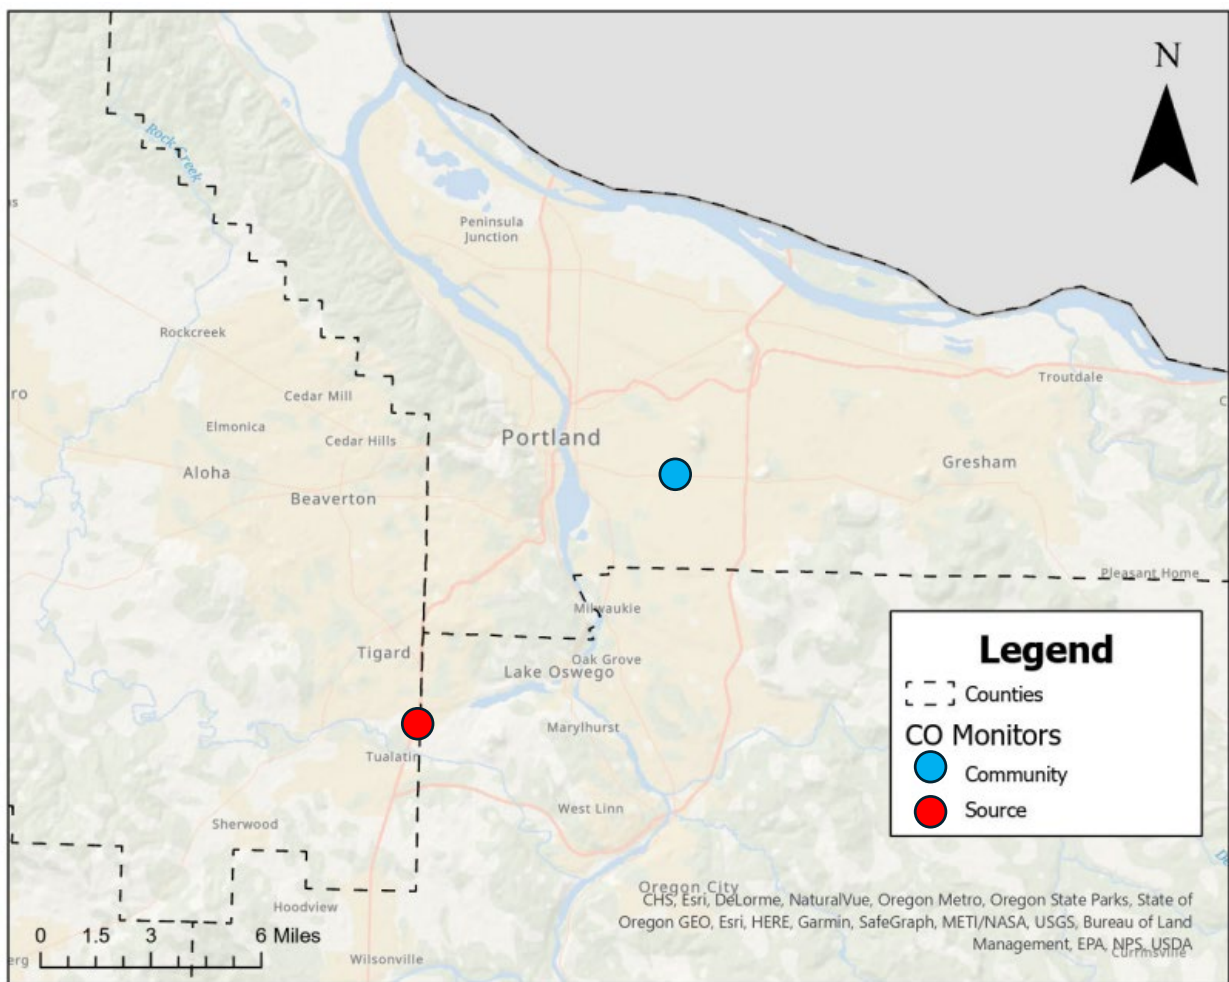 N
Rock Creek
Peninsula
Junction
Rockcreek
Troutdale
ro
Cedar Mill
Elmonica
Cedar Hills
Portland
Aloha
Gresham
Beaverton
Pleasant Home
Milwaukie
Tigard
Oak Grove
Lake Oswego
Marylhurst
Tualatin
West Linn
Sherwood
Oregon City
Hoodview
Wilsonville
erg
Legend
Counties
CO Monitors
Community
Source
0 1.5 3 6 Miles
CHS, Esri, DeLorme, NaturalVue, Oregon Metro, Oregon State Parks, State of
Oregon GEO, Esri, HERE, Garmin, SafeGraph, METI/NASA, USGS, Bureau of Land
Management, EPA, NPS, USDA